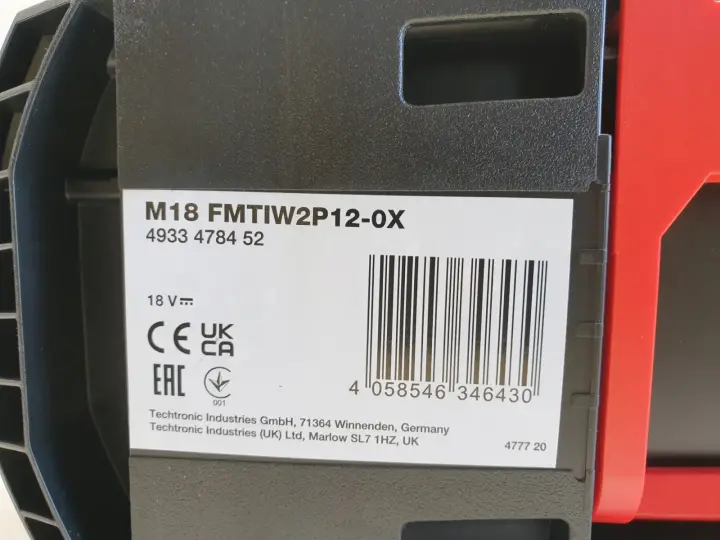 M18 FMTIW2P12-0X
4933 4784 52
18 V
CE UK CA
EAC
001
4 058546 346430
Techtronic Industries GmbH, 71364 Winnenden, Germany
Techtronic Industries (UK) Ltd, Marlow SL7 1HZ, UK
4777 20